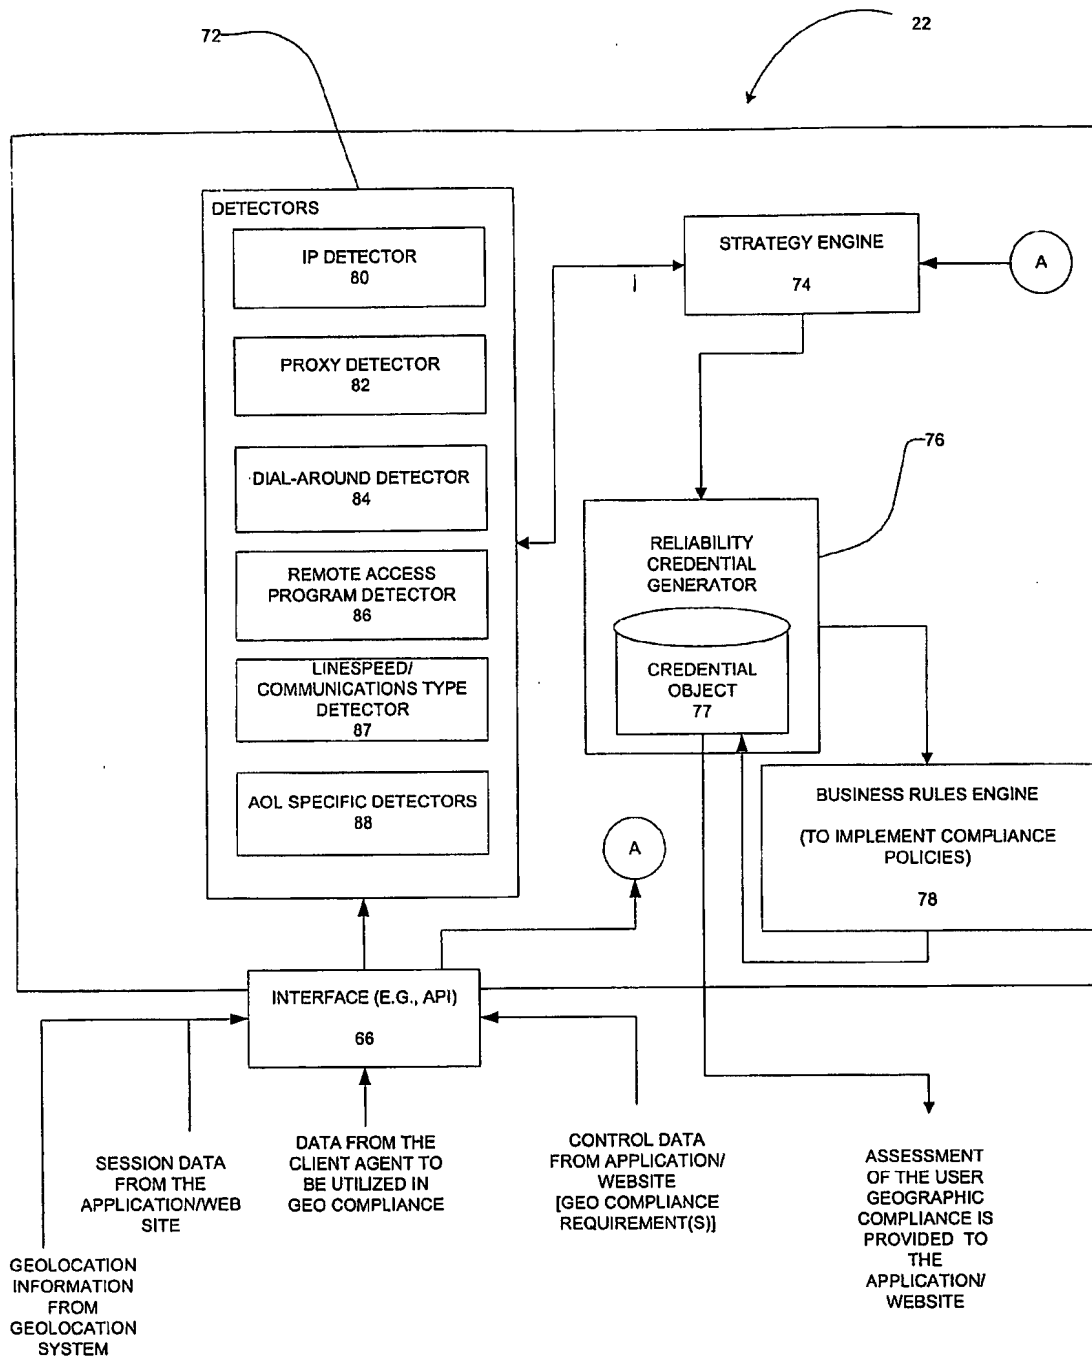 22
72
DETECTORS
IP DETECTOR
80
PROXY DETECTOR
82
DIAL-AROUND DETECTOR
84
REMOTE ACCESS
PROGRAM DETECTOR
86
LINESPEED/
COMMUNICATIONS TYPE
DETECTOR
87
AOL SPECIFIC DETECTORS
88
STRATEGY ENGINE
74
A
76
RELIABILITY
CREDENTIAL
GENERATOR
CREDENTIAL
OBJECT
77
BUSINESS RULES ENGINE
(TO IMPLEMENT COMPLIANCE
POLICIES)
78
A
INTERFACE (E.G., API)
66
GEOLOCATION
INFORMATION
FROM
GEOLOCATION
SYSTEM
SESSION DATA
FROM THE
APPLICATION/WEB
SITE
DATA FROM THE
CLIENT AGENT TO
BE UTILIZED IN
GEO COMPLIANCE
CONTROL DATA
FROM APPLICATION/
WEBSITE
[GEO COMPLIANCE
REQUIREMENT(S)]
ASSESSMENT
OF THE USER
GEOGRAPHIC
COMPLIANCE IS
PROVIDED TO
THE
APPLICATION/
WEBSITE